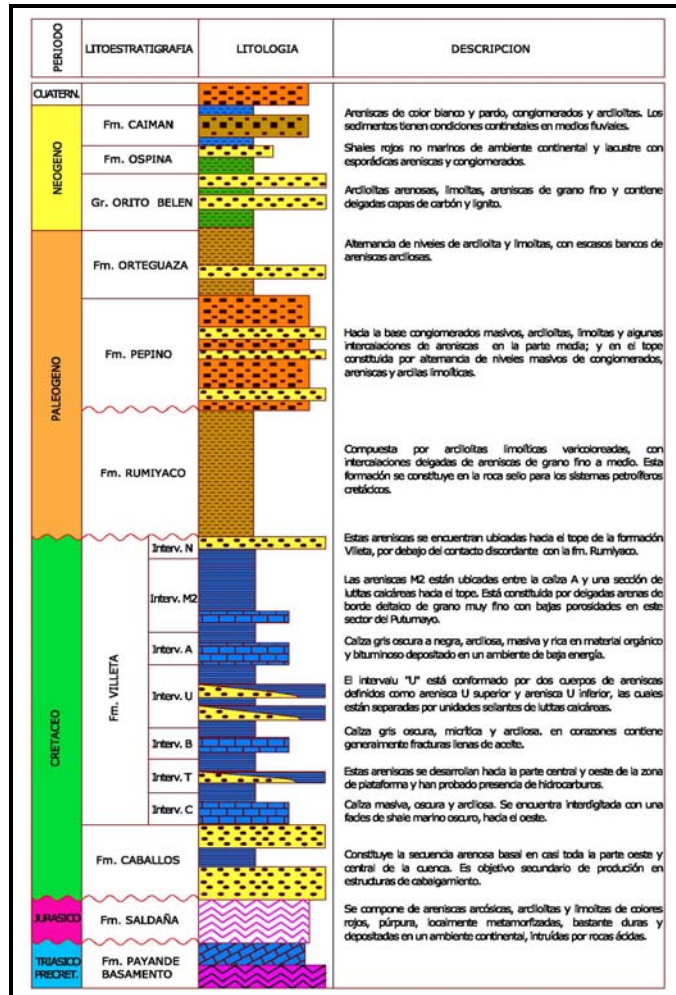 PERIODO
LITOESTRATIGRAFIA
LITOLOGIA
DESCRIPCION
CUATERN.
NEOGENO
Fm. CAIMAN
Areniscas de color blanco y pardo, conglomerados y arcillolitas. Los
sedimentos tienen condiciones continetales en medios fluviales.
Fm. OSPINA
Shales rojos no marinos de ambiente continental y lacustre con
esporádicas areniscas y conglomerados.
Gr. ORITO BELEN
Arcillolitas arenosas, limolitas, areniscas de grano fino y contiene
delgadas capas de carbón y lignito.
PALEOGENO
Fm. ORTEGUAZA
Alternancia de niveles de arcillolita y limolitas, con escasos bancos de
areniscas arcillosas.
Fm. PEPINO
Hacia la base conglomerados masivos, arcillolitas, limolitas y algunas
intercalaciones de areniscas en la parte media; y en el tope
constituida por alternancia de niveles masivos de conglomerados,
areniscas y arcillas limolíticas.
Fm. RUMIYACO
Compuesta por arcillolitas limolíticas varicoloreadas, con
intercalaciones delgadas de areniscas de grano fino a medio. Esta
formación se constituye en la roca sello para los sistemas petrolíferos
cretácicos.
CRETACEO
Fm. VILLETA
Interv. N
Estas areniscas se encuentran ubicadas hacia el tope de la formación
Villeta, por debajo del contacto discordante con la fm. Rumiyaco.
Interv. M2
Las areniscas M2 están ubicadas entre la caliza A y una sección de
lutitas calcáreas hacia el tope. Está constituida por delgadas arenas de
borde deltaico de grano muy fino con bajas porosidades en este
sector del Putumayo.
Interv. A
Caliza gris oscura a negra, arcillosa, masiva y rica en material orgánico
y bituminoso depositado en un ambiente de baja energía.
Interv. U
El intervalu "U" está conformado por dos cuerpos de areniscas
definidos como arenisca U superior y arenisca U inferior, las cuales
están separadas por unidades sellantes de lutitas calcáreas.
Interv. B
Caliza gris oscura, micrítica y arcillosa. en corazones contiene
generalmente fracturas llenas de aceite.
Interv. T
Estas areniscas se desarrollan hacia la parte central y oeste de la zona
de plataforma y han probado presencia de hidrocarburos.
Interv. C
Caliza masiva, oscura y arcillosa. Se encuentra interdigitada con una
facies de shale marino oscuro, hacia el oeste.
Fm. CABALLOS
Constituye la secuencia arenosa basal en casi toda la parte oeste y
central de la cuenca. Es objetivo secundario de produción en
estructuras de cabalgamiento.
JURASICO
Fm. SALDAÑA
Se compone de areniscas arcósicas, arcillolitas y limolitas de colores
rojos, púrpura, localmente metamorfizadas, bastante duras y
depositadas en un ambiente continental, intruídas por rocas ácidas.
TRIASICO
PRECRET.
Fm. PAYANDE
BASAMENTO